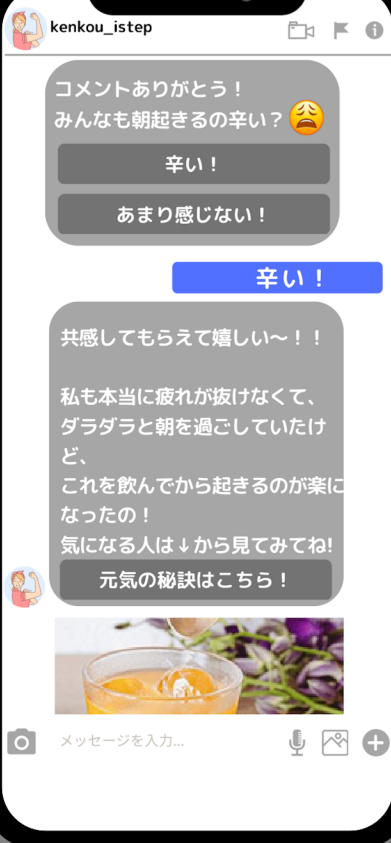 kenkou_istep
コメントありがとう！
みんなも朝起きるの辛い？😩
辛い！
あまり感じない！
辛い！
共感してもらえて嬉しい〜！！
私も本当に疲れが抜けなくて、
ダラダラと朝を過ごしていたけ
ど、
これを飲んでから起きるのが楽に
なったの！
気になる人は↓から見てみてね!
元気の秘訣はこちら！
メッセージを入力...